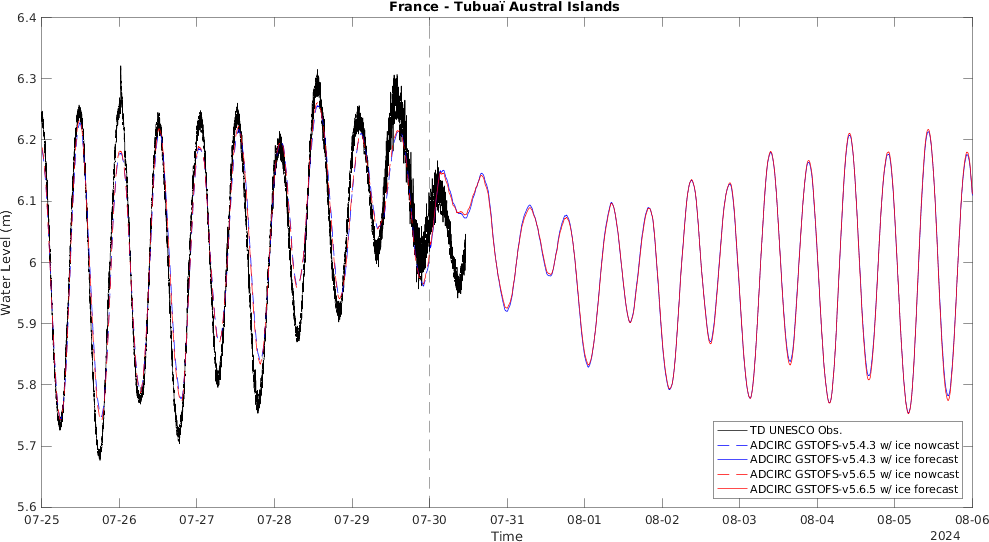 France - Tubuaï Austral Islands
6.4
6.3
6.2
6.1
6
5.9
5.8
5.7
5.6
Water Level (m)
TD UNESCO Obs.
ADCIRC GSTOFS-v5.4.3 w/ ice nowcast
ADCIRC GSTOFS-v5.4.3 w/ ice forecast
ADCIRC GSTOFS-v5.6.5 w/ ice nowcast
ADCIRC GSTOFS-v5.6.5 w/ ice forecast
07-25 07-26 07-27 07-28 07-29 07-30 07-31 08-01 08-02 08-03 08-04 08-05 08-06
Time
2024